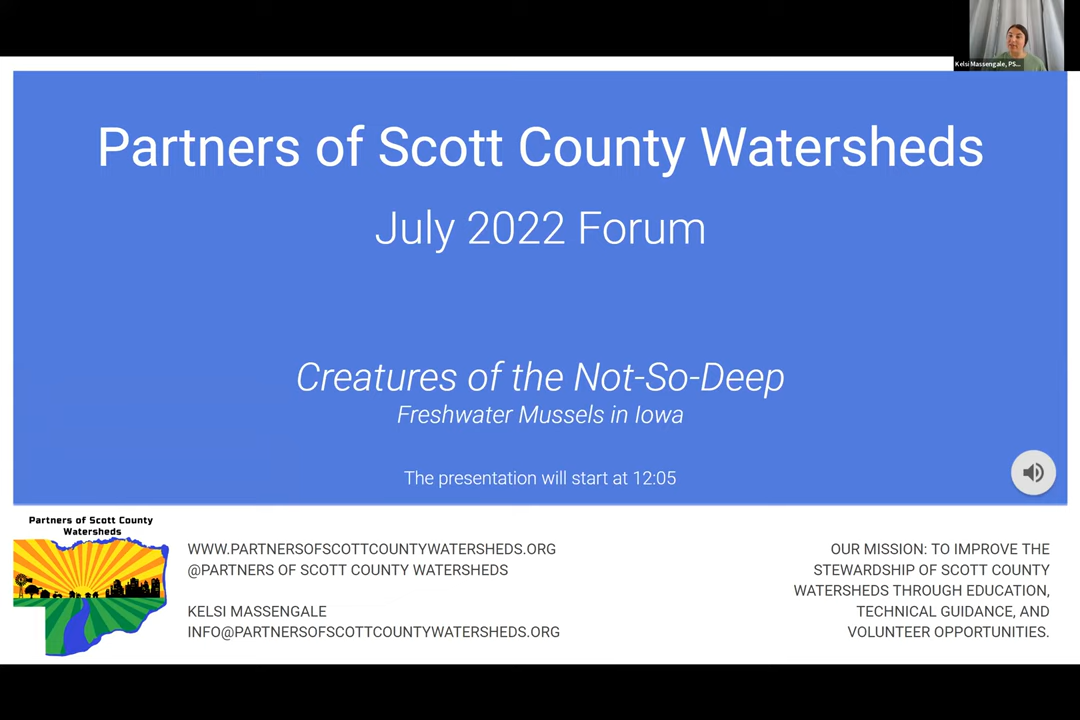 Kelsi Massengale, PS...
Partners of Scott County Watersheds
July 2022 Forum
Creatures of the Not-So-Deep
Freshwater Mussels in Iowa
The presentation will start at 12:05
Partners of Scott County
Watersheds
WWW.PARTNERSOFSCOTTCOUNTYWATERSHEDS.ORG
@PARTNERS OF SCOTT COUNTY WATERSHEDS
KELSI MASSENGALE
INFO@PARTNERSOFSCOTTCOUNTYWATERSHEDS.ORG
OUR MISSION: TO IMPROVE THE
STEWARDSHIP OF SCOTT COUNTY
WATERSHEDS THROUGH EDUCATION,
TECHNICAL GUIDANCE, AND
VOLUNTEER OPPORTUNITIES.